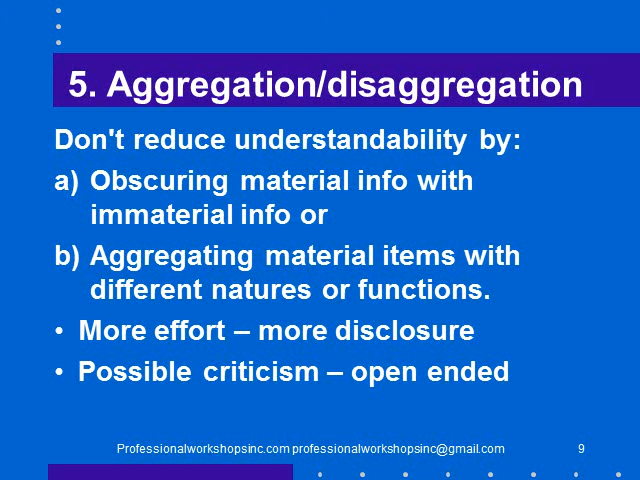 5. Aggregation/disaggregation
Don't reduce understandability by:
a) Obscuring material info with
immaterial info or
b) Aggregating material items with
different natures or functions.
• More effort – more disclosure
• Possible criticism – open ended
Professionalworkshopsinc.com professionalworkshopsinc@gmail.com 9